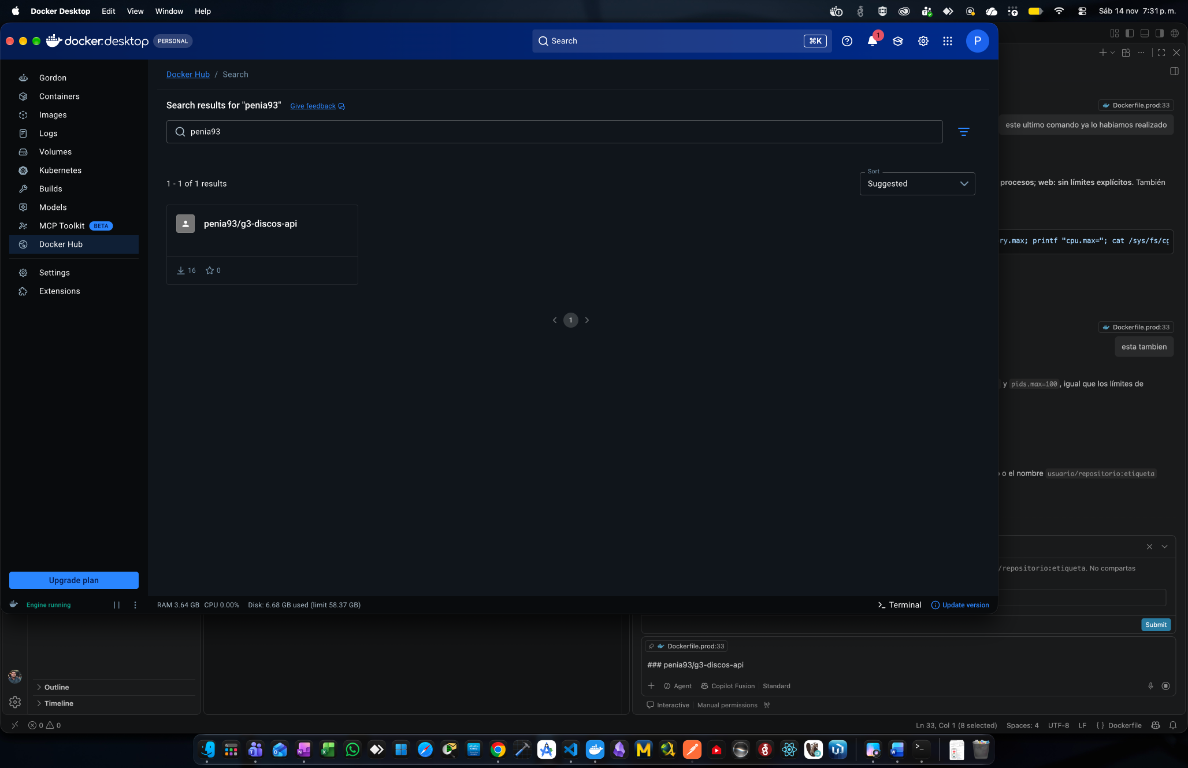 Docker Desktop Edit View Window Help
Sáb 14 nov 7:31 p.m.
docker.desktop PERSONAL
Search ⌘K
1
P
Gordon
Containers
Images
Logs
Volumes
Kubernetes
Builds
Models
MCP Toolkit BETA
Docker Hub
Settings
Extensions
Upgrade plan
Engine running
Docker Hub / Search
Search results for "penia93" Give feedback
penia93
1 - 1 of 1 results
Sort
Suggested
penia93/g3-discos-api
16 0
1
RAM 3.64 GB CPU 0.00% Disk: 6.68 GB used (limit 58.37 GB)
Terminal Update version
Dockerfile.prod:33
este ultimo comando ya lo habiamos realizado
procesos; web: sin límites explícitos. También
ry.max; printf "cpu.max="; cat /sys/fs/cg
Dockerfile.prod:33
esta tambien
y pids.max=100, igual que los límites de
o el nombre usuario/repositorio:etiqueta
/repositorio:etiqueta. No compartas
Submit
Dockerfile.prod:33
### penia93/g3-discos-api
Agent Copilot Fusion Standard
Interactive Manual permissions
Outline
Timeline
0 0
Ln 33, Col 1 (8 selected) Spaces: 4 UTF-8 LF { } Dockerfile